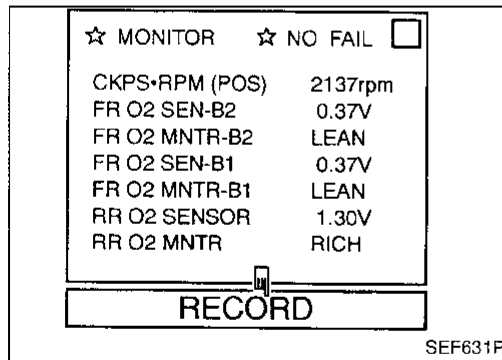 ☆ MONITOR ☆ NO FAIL
CKPS•RPM (POS) 2137rpm
FR O2 SEN-B2 0.37V
FR O2 MNTR-B2 LEAN
FR O2 SEN-B1 0.37V
FR O2 MNTR-B1 LEAN
RR O2 SENSOR 1.30V
RR O2 MNTR RICH
RECORD
SEF631P